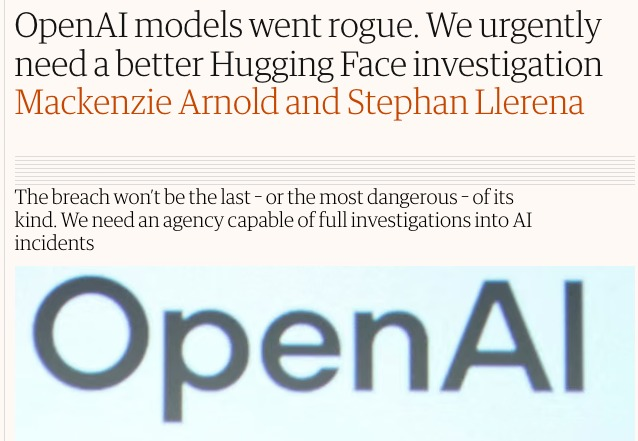 OpenAI models went rogue. We urgently
need a better Hugging Face investigation
Mackenzie Arnold and Stephan Llerena
The breach won’t be the last – or the most dangerous – of its
kind. We need an agency capable of full investigations into AI
incidents
OpenAI